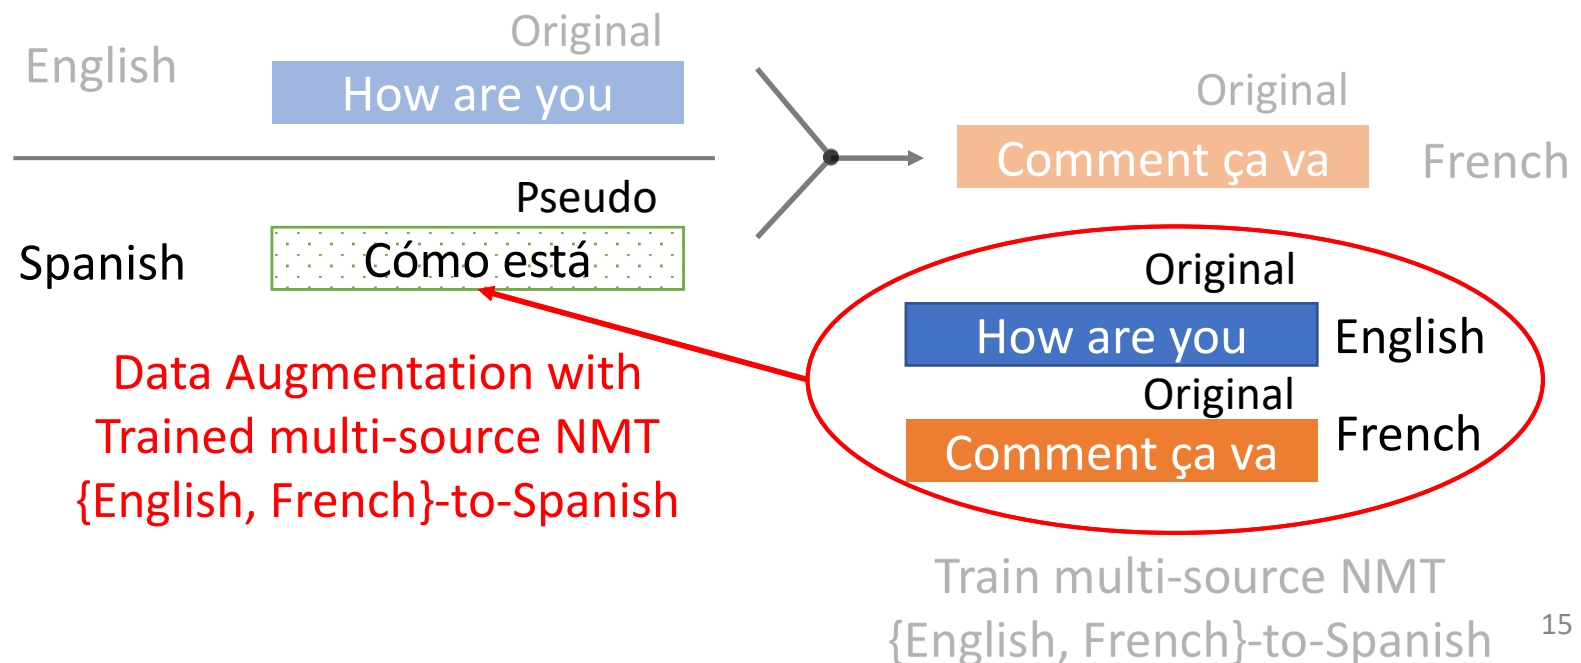 Original
English
How are you
Original
Comment ça va
French
Pseudo
Spanish
Cómo está
Original
How are you
English
Original
Comment ça va
French
Data Augmentation with
Trained multi-source NMT
{English, French}-to-Spanish
Train multi-source NMT
{English, French}-to-Spanish
15